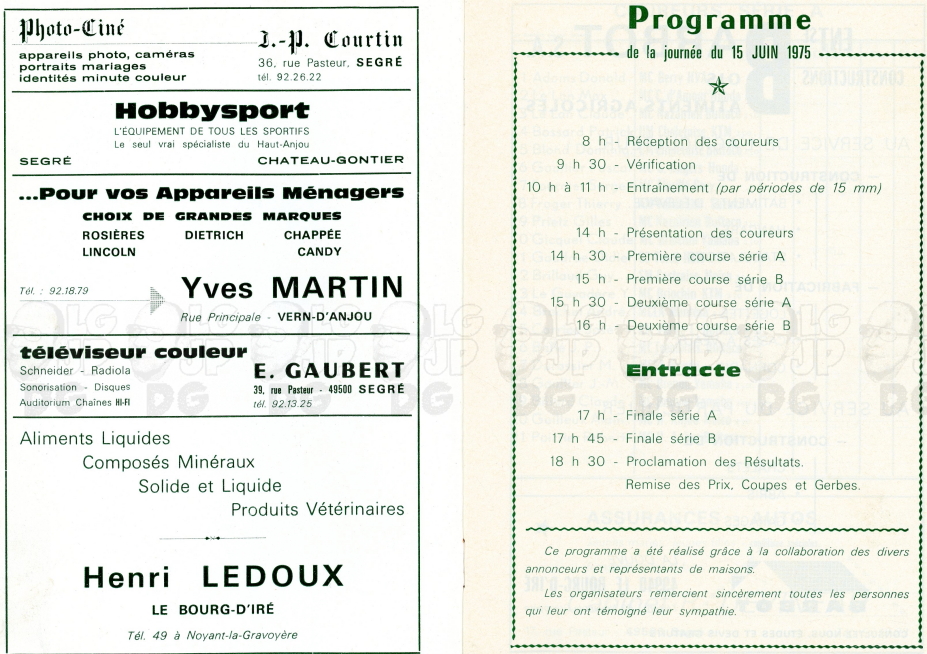 Photo-Ciné
appareils photo, caméras
portraits mariages
identités minute couleur
J.-P. Courtin
36, rue Pasteur, SEGRÉ
tél. 92.26.22
Hobbysport
L'ÉQUIPEMENT DE TOUS LES SPORTIFS
Le seul vrai spécialiste du Haut-Anjou
SEGRÉ CHATEAU-GONTIER
...Pour vos Appareils Ménagers
CHOIX DE GRANDES MARQUES
ROSIÈRES DIETRICH CHAPPÉE
LINCOLN CANDY
Tél. : 92.18.79
Yves MARTIN
Rue Principale - VERN-D'ANJOU
téléviseur couleur
Schneider - Radiola
Sonorisation - Disques
Auditorium Chaînes HI-FI
E. GAUBERT
39, rue Pasteur - 49500 SEGRÉ
tél. 92.13.25
Aliments Liquides
Composés Minéraux
Solide et Liquide
Produits Vétérinaires
Henri LEDOUX
LE BOURG-D'IRÉ
Tél. 49 à Noyant-la-Gravoyère
Programme
de la journée du 15 JUIN 1975
8 h - Réception des coureurs
9 h 30 - Vérification
10 h à 11 h - Entraînement (par périodes de 15 mm)
14 h - Présentation des coureurs
14 h 30 - Première course série A
15 h - Première course série B
15 h 30 - Deuxième course série A
16 h - Deuxième course série B
Entracte
17 h - Finale série A
17 h 45 - Finale série B
18 h 30 - Proclamation des Résultats.
Remise des Prix, Coupes et Gerbes.
Ce programme a été réalisé grâce à la collaboration des divers
annonceurs et représentants de maisons.
Les organisateurs remercient sincèrement toutes les personnes
qui leur ont témoigné leur sympathie.
LG JP DG